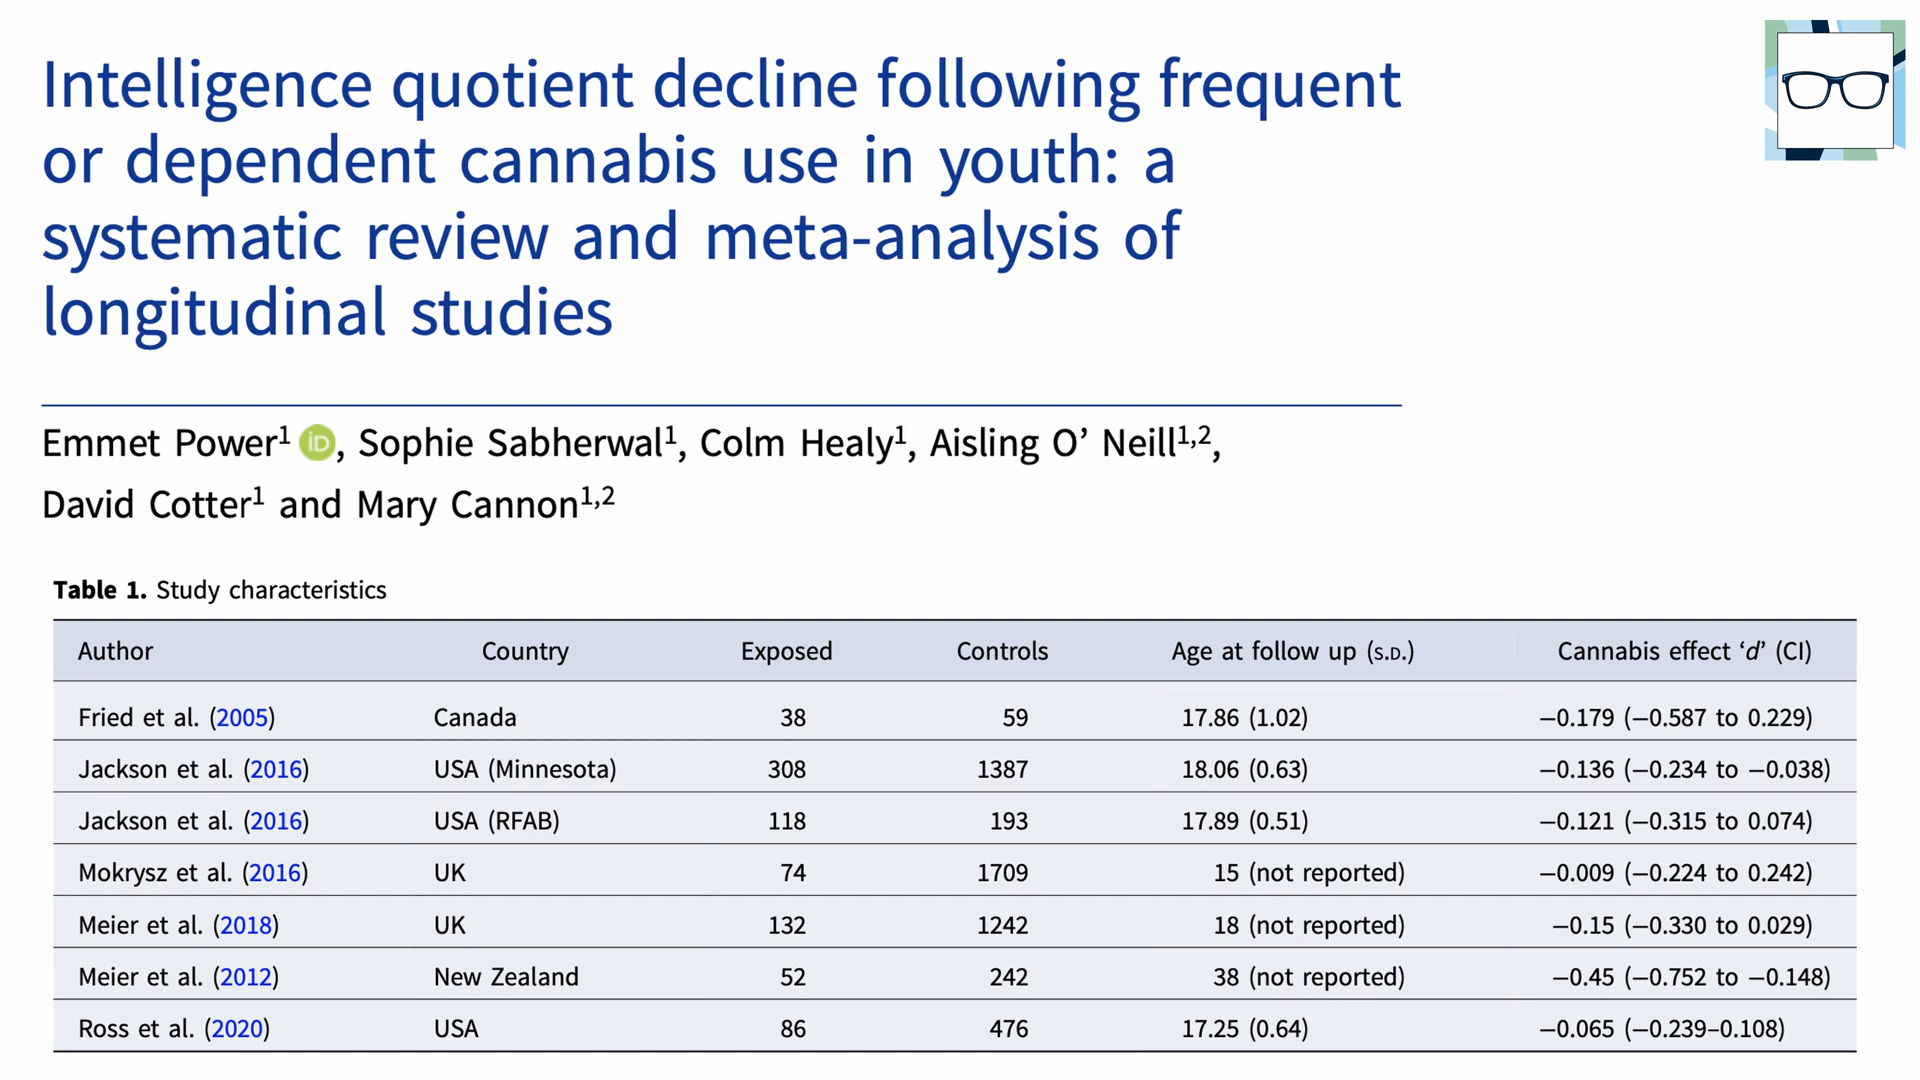 Intelligence quotient decline following frequent
or dependent cannabis use in youth: a
systematic review and meta-analysis of
longitudinal studies
Emmet Power¹ iD, Sophie Sabherwal¹, Colm Healy¹, Aisling O’ Neill¹,²,
David Cotter¹ and Mary Cannon¹,²
Table 1. Study characteristics
Author Country Exposed Controls Age at follow up (S.D.) Cannabis effect ‘d’ (CI)
Fried et al. (2005) Canada 38 59 17.86 (1.02) −0.179 (−0.587 to 0.229)
Jackson et al. (2016) USA (Minnesota) 308 1387 18.06 (0.63) −0.136 (−0.234 to −0.038)
Jackson et al. (2016) USA (RFAB) 118 193 17.89 (0.51) −0.121 (−0.315 to 0.074)
Mokrysz et al. (2016) UK 74 1709 15 (not reported) −0.009 (−0.224 to 0.242)
Meier et al. (2018) UK 132 1242 18 (not reported) −0.15 (−0.330 to 0.029)
Meier et al. (2012) New Zealand 52 242 38 (not reported) −0.45 (−0.752 to −0.148)
Ross et al. (2020) USA 86 476 17.25 (0.64) −0.065 (−0.239–0.108)